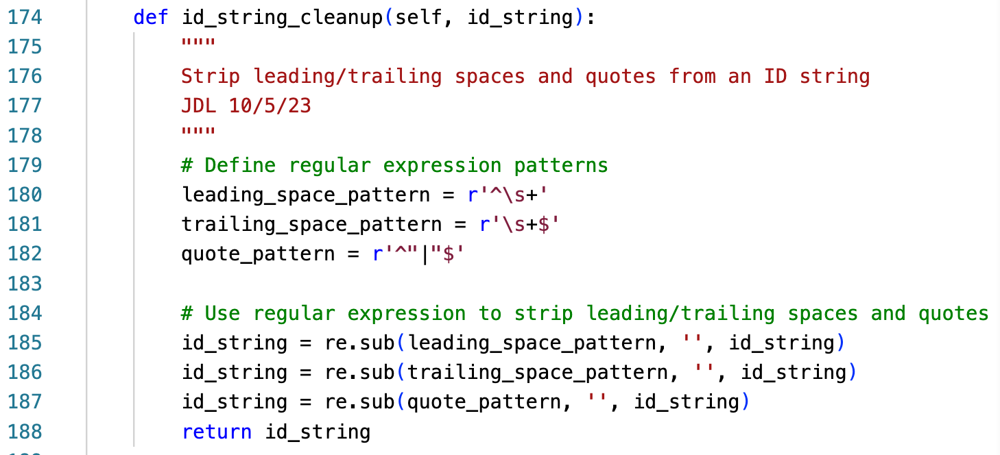 174 def id_string_cleanup(self, id_string):
175 """
176 Strip leading/trailing spaces and quotes from an ID string
177 JDL 10/5/23
178 """
179 # Define regular expression patterns
180 leading_space_pattern = r'^\s+'
181 trailing_space_pattern = r'\s+$'
182 quote_pattern = r'^"|"$'
183
184 # Use regular expression to strip leading/trailing spaces and quotes
185 id_string = re.sub(leading_space_pattern, '', id_string)
186 id_string = re.sub(trailing_space_pattern, '', id_string)
187 id_string = re.sub(quote_pattern, '', id_string)
188 return id_string